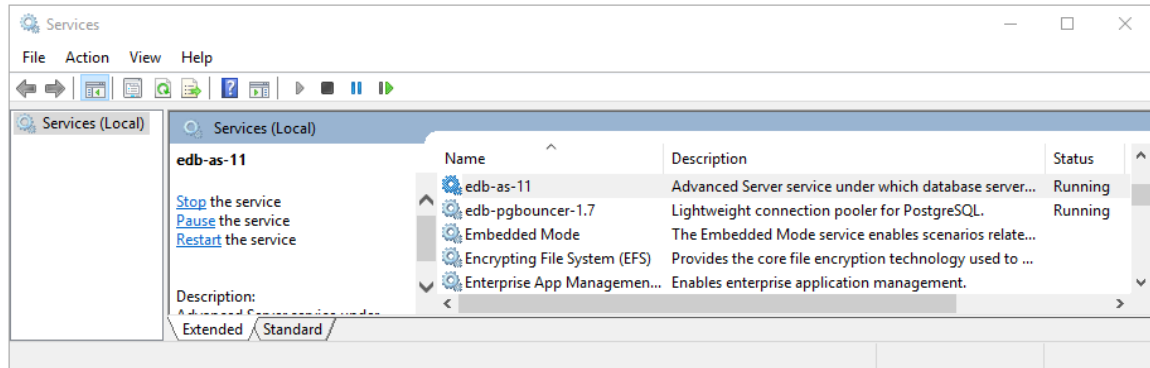 Services
File Action View Help
Services (Local)
Services (Local)
edb-as-11
Stop the service
Pause the service
Restart the service
Description:
Name Description Status
edb-as-11 Advanced Server service under which database server... Running
edb-pgbouncer-1.7 Lightweight connection pooler for PostgreSQL. Running
Embedded Mode The Embedded Mode service enables scenarios relate...
Encrypting File System (EFS) Provides the core file encryption technology used to ...
Enterprise App Managemen... Enables enterprise application management.
Extended Standard